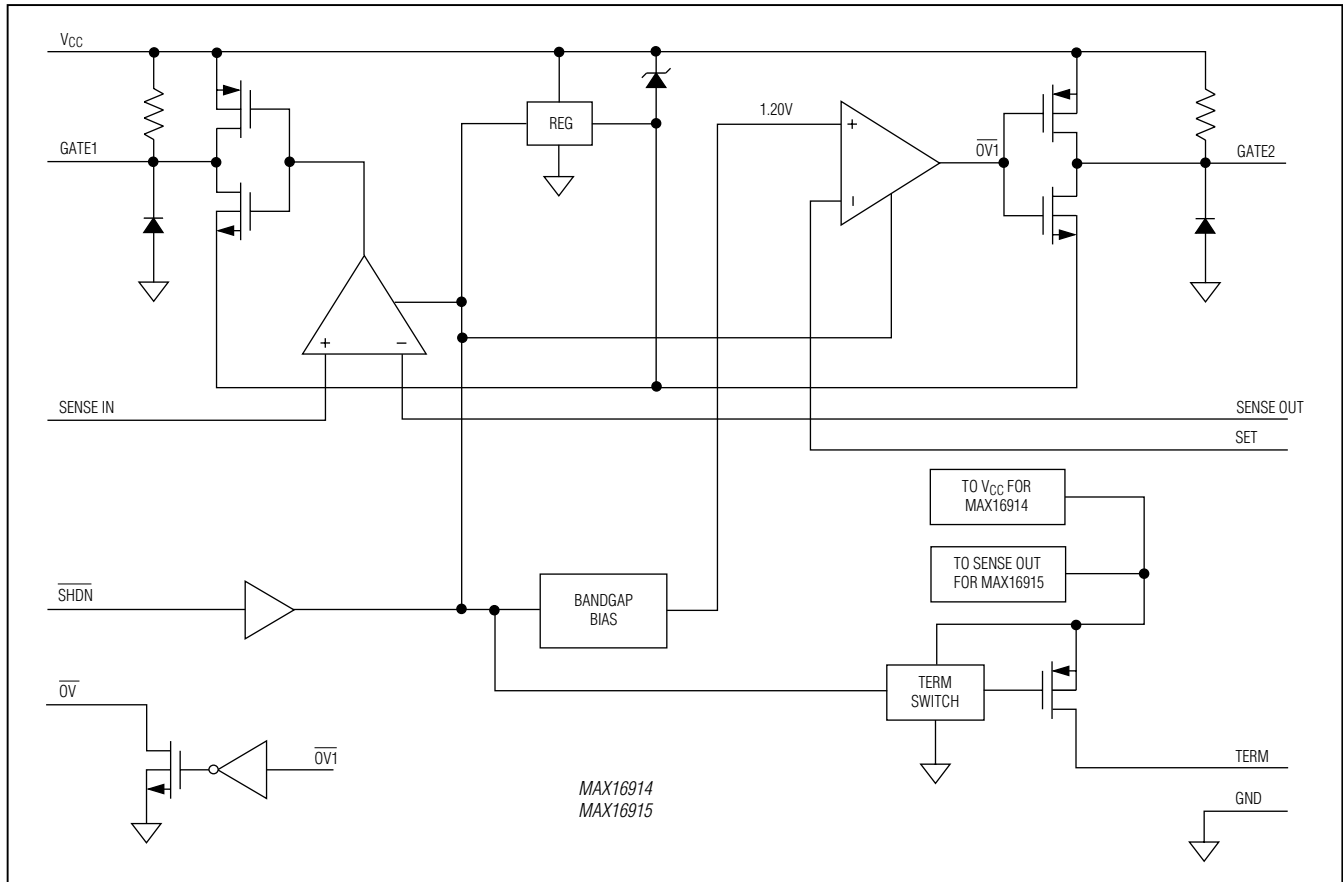 VCC
REG
1.20V
+
−
OV1
GATE1
GATE2
+ −
SENSE IN
SENSE OUT
SET
TO VCC FOR
MAX16914
TO SENSE OUT
FOR MAX16915
SHDN
BANDGAP
BIAS
TERM
SWITCH
OV
OV1
TERM
MAX16914
MAX16915
GND